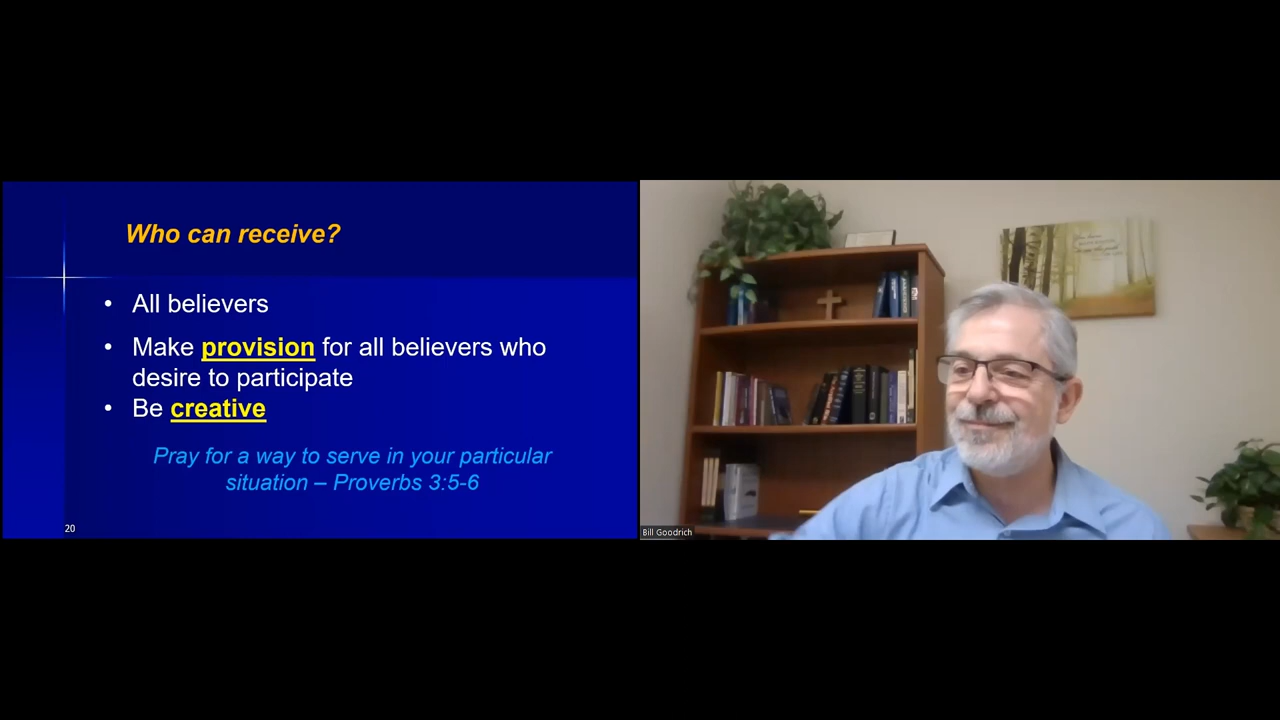 Who can receive?
• All believers
• Make provision for all believers who
desire to participate
• Be creative
Pray for a way to serve in your particular
situation – Proverbs 3:5-6
20
Bill Goodrich